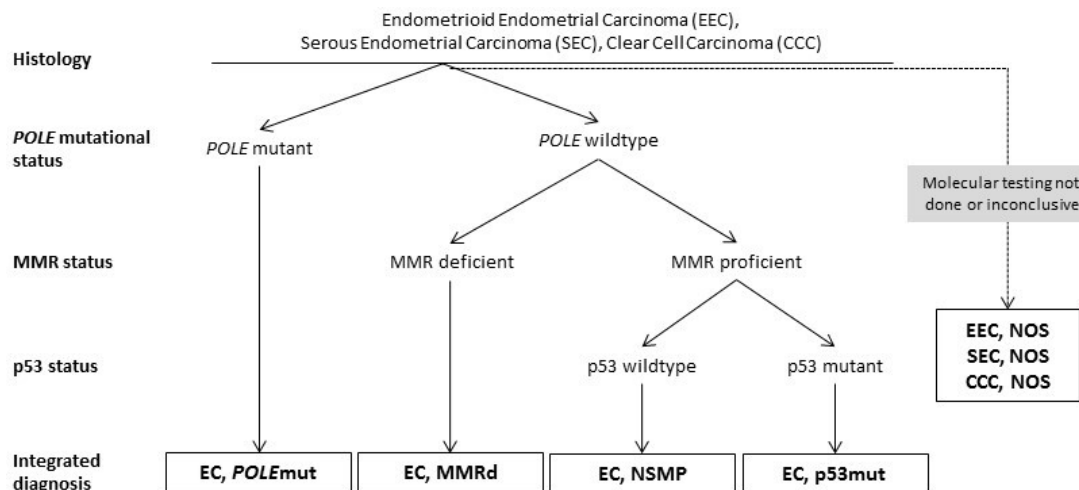 Endometrioid Endometrial Carcinoma (EEC),
Serous Endometrial Carcinoma (SEC), Clear Cell Carcinoma (CCC)
Histology
POLE mutational
status
POLE mutant
POLE wildtype
Molecular testing not
done or inconclusive
MMR status
MMR deficient
MMR proficient
EEC, NOS
SEC, NOS
CCC, NOS
p53 status
p53 wildtype
p53 mutant
Integrated
diagnosis
EC, POLEmut
EC, MMRd
EC, NSMP
EC, p53mut